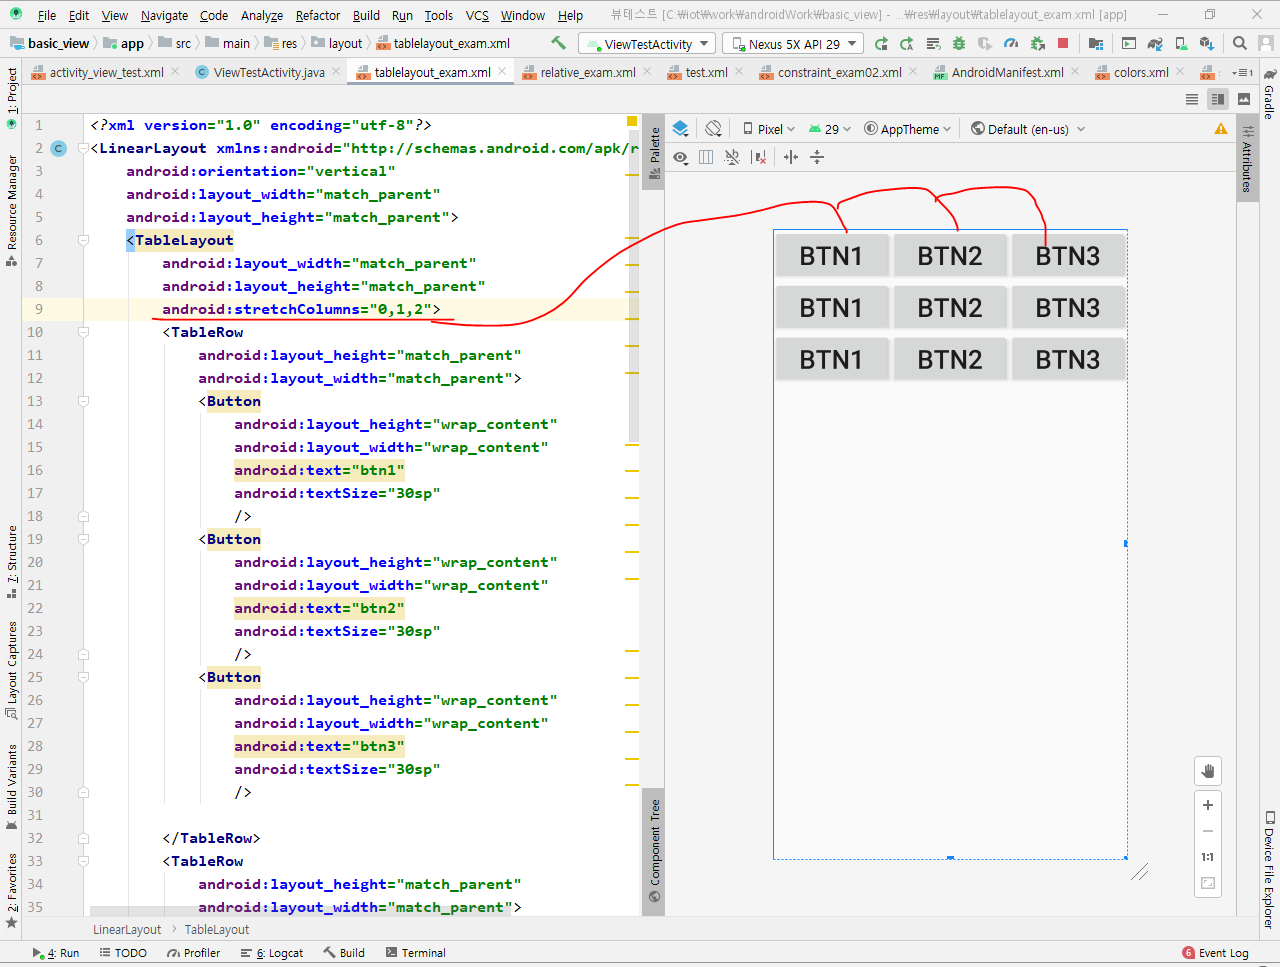 File Edit View Navigate Code Analyze Refactor Build Run Tools VCS Window Help 뷰테스트 [C:₩iot₩work₩androidWork₩basic_view] - ...₩res₩layout₩tablelayout_exam.xml [app]
basic_view app src main res layout tablelayout_exam.xml ViewTestActivity Nexus 5X API 29
activity_view_test.xml ViewTestActivity.java tablelayout_exam.xml relative_exam.xml test.xml constraint_exam02.xml AndroidManifest.xml colors.xml
1: Project
Resource Manager
7: Structure
Layout Captures
Build Variants
2: Favorites
1 <?xml version="1.0" encoding="utf-8"?>
2 <LinearLayout xmlns:android="http://schemas.android.com/apk/r
3 android:orientation="vertical"
4 android:layout_width="match_parent"
5 android:layout_height="match_parent">
6 <TableLayout
7 android:layout_width="match_parent"
8 android:layout_height="match_parent"
9 android:stretchColumns="0,1,2">
10 <TableRow
11 android:layout_height="match_parent"
12 android:layout_width="match_parent">
13 <Button
14 android:layout_height="wrap_content"
15 android:layout_width="wrap_content"
16 android:text="btn1"
17 android:textSize="30sp"
18 />
19 <Button
20 android:layout_height="wrap_content"
21 android:layout_width="wrap_content"
22 android:text="btn2"
23 android:textSize="30sp"
24 />
25 <Button
26 android:layout_height="wrap_content"
27 android:layout_width="wrap_content"
28 android:text="btn3"
29 android:textSize="30sp"
30 />
31
32 </TableRow>
33 <TableRow
34 android:layout_height="match_parent"
35 android:layout_width="match_parent">
LinearLayout TableLayout
Palette
Component Tree
Pixel 29 AppTheme Default (en-us)
BTN1 BTN2 BTN3
BTN1 BTN2 BTN3
BTN1 BTN2 BTN3
1:1
Attributes
Gradle
Device File Explorer
4: Run TODO Profiler 6: Logcat Build Terminal 6 Event Log